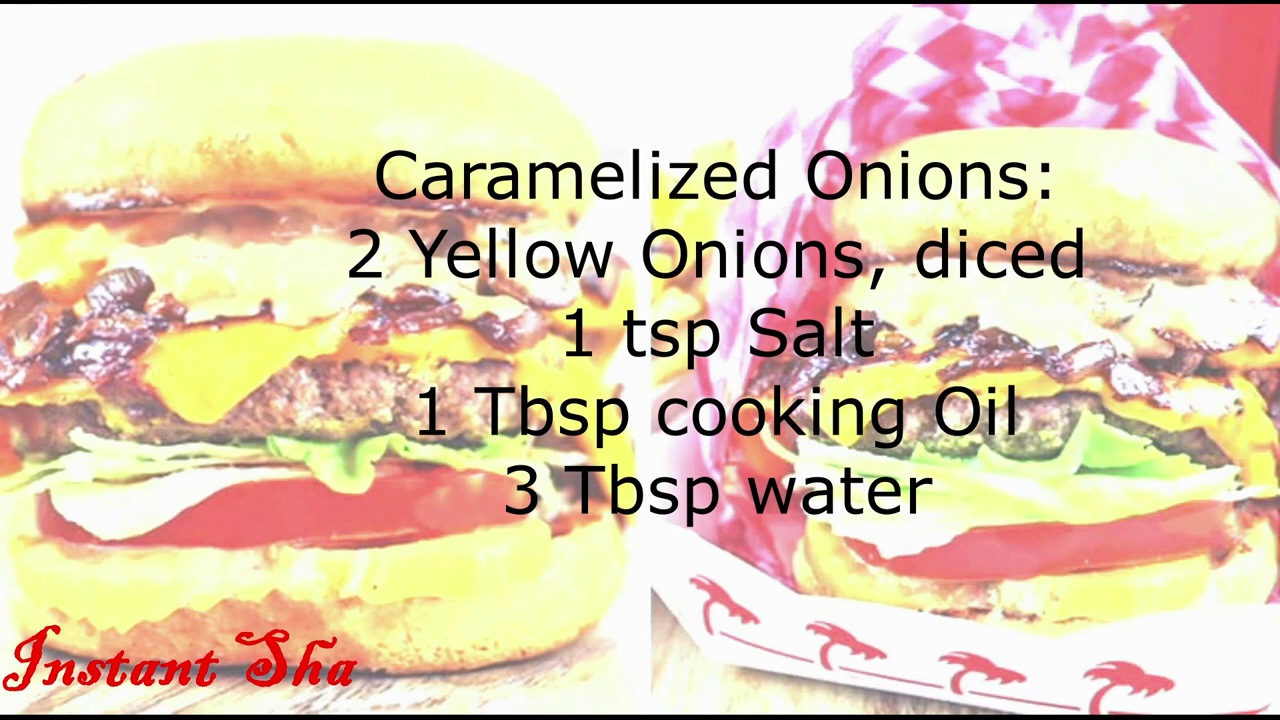 Caramelized Onions:
2 Yellow Onions, diced
1 tsp Salt
1 Tbsp cooking Oil
3 Tbsp water
Instant Sha